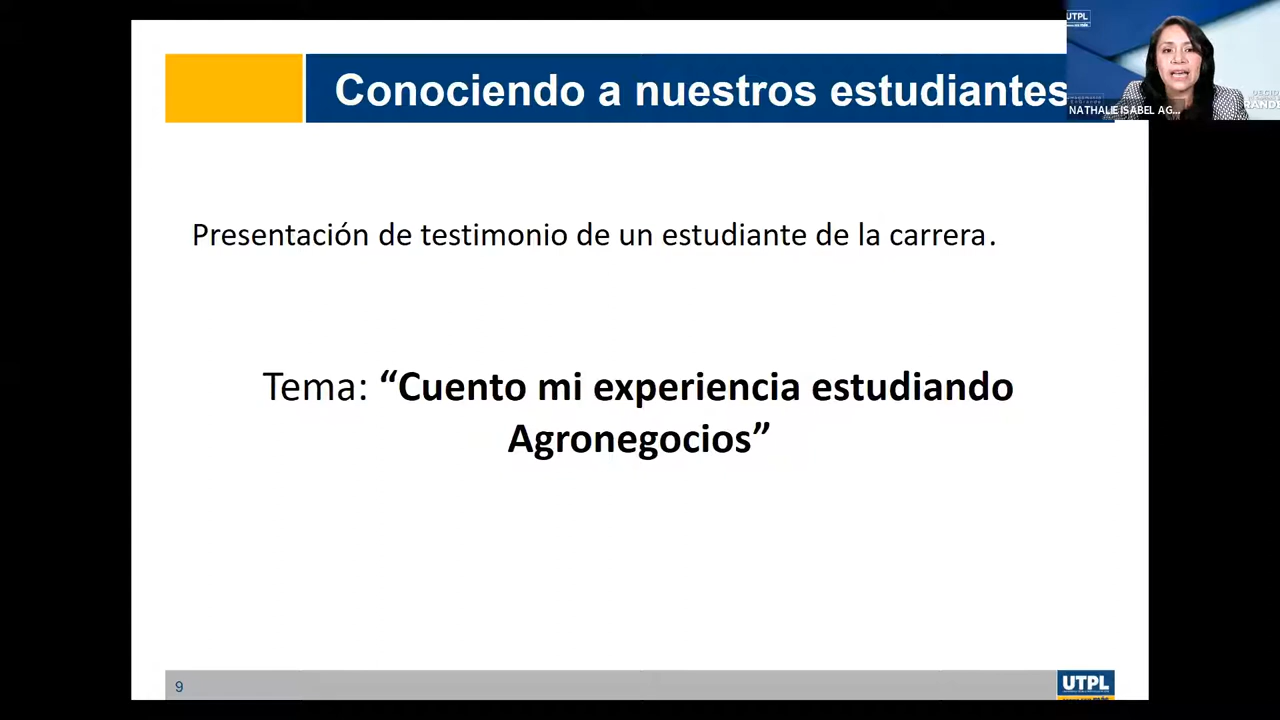 Conociendo a nuestros estudiantes
UTPL
NATHALIE ISABEL AG...
Presentación de testimonio de un estudiante de la carrera.
Tema: “Cuento mi experiencia estudiando
Agronegocios”
9
UTPL